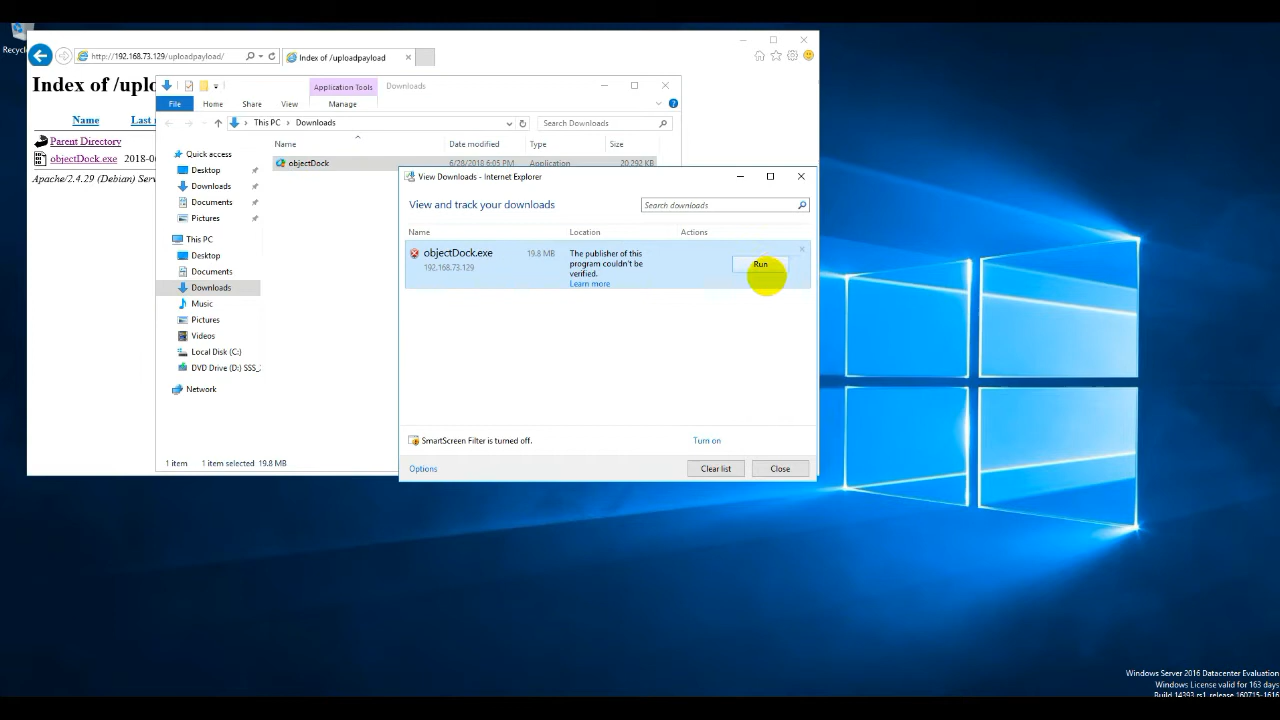 Recyc
http://192.168.73.129/uploadpayload/
Index of /uploadpayload
Index of /uplo
Name
Last
Parent Directory
objectDock.exe 2018-0
Apache/2.4.29 (Debian) Serv
Application Tools
Downloads
File
Home
Share
View
Manage
This PC
Downloads
Search Downloads
Name
Date modified
Type
Size
objectDock
6/28/2018 6:05 PM
Application
20,292 KB
Quick access
Desktop
Downloads
Documents
Pictures
This PC
Desktop
Documents
Downloads
Music
Pictures
Videos
Local Disk (C:)
DVD Drive (D:) SSS_
Network
1 item
1 item selected 19.8 MB
View Downloads - Internet Explorer
View and track your downloads
Search downloads
Name
Location
Actions
objectDock.exe
19.8 MB
192.168.73.129
The publisher of this
program couldn't be
verified.
Learn more
Run
SmartScreen Filter is turned off.
Turn on
Options
Clear list
Close
Windows Server 2016 Datacenter Evaluation
Windows License valid for 163 days
Build 14393.rs1_release.160715-1616